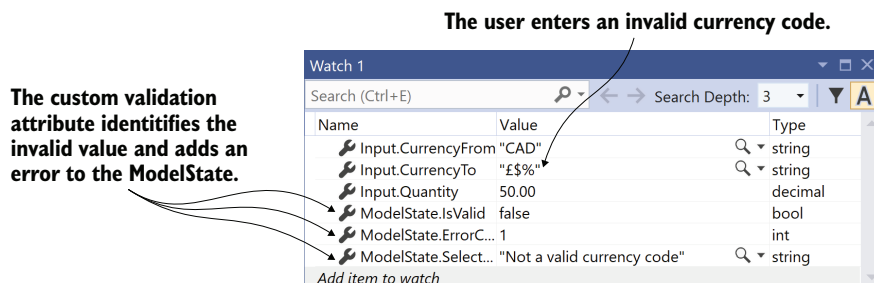 The user enters an invalid currency code.
Watch 1
The custom validation
attribute identitifies the
invalid value and adds an
error to the ModelState.
Search (Ctrl+E)
Search Depth: 3
A
Name Value Type
Input.CurrencyFrom "CAD" string
Input.CurrencyTo "£$%" string
Input.Quantity 50.00 decimal
ModelState.IsValid false bool
ModelState.ErrorC... 1 int
ModelState.Select... "Not a valid currency code" string
Add item to watch